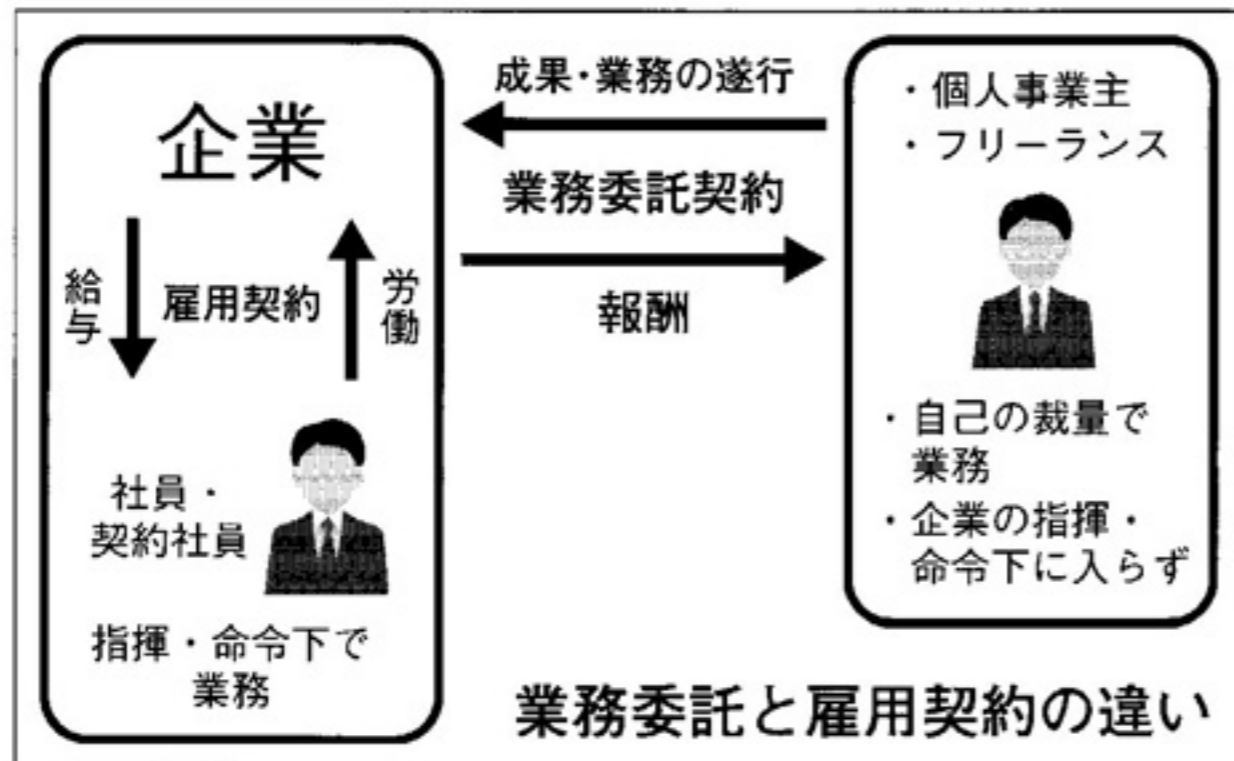 企業
給与
雇用契約
労働
社員・
契約社員
指揮・命令下で
業務
成果・業務の遂行
業務委託契約
報酬
・個人事業主
・フリーランス
・自己の裁量で
業務
・企業の指揮・
命令下に入らず
業務委託と雇用契約の違い